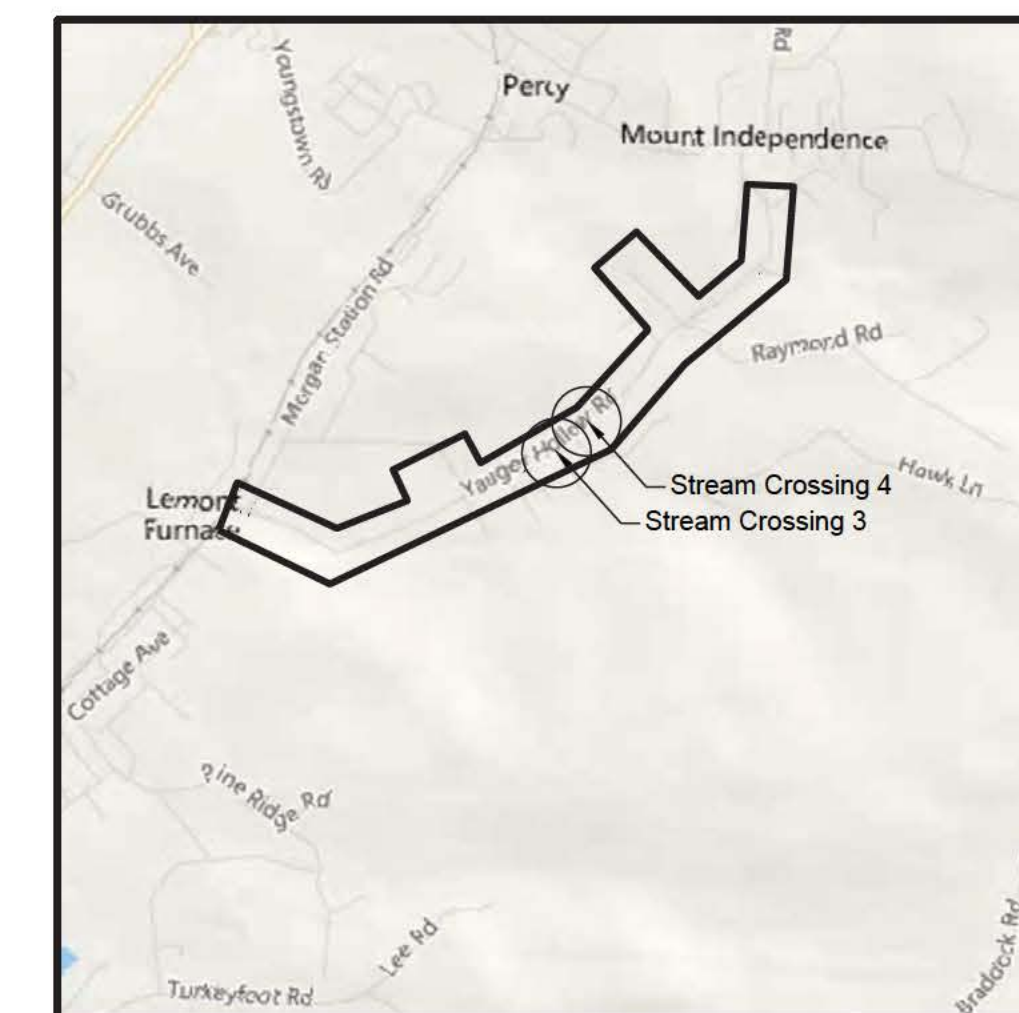 Rd
Youngstown Rd
Percy
Mount Independence
Grubbs Ave
Morgan Station Rd
Raymond Rd
Yauger Hollow Rd
Hawk Ln
Stream Crossing 4
Lemont
Furnace
Stream Crossing 3
Cottage Ave
Pine Ridge Rd
Lee Rd
Braddock Rd
Turkeyfoot Rd